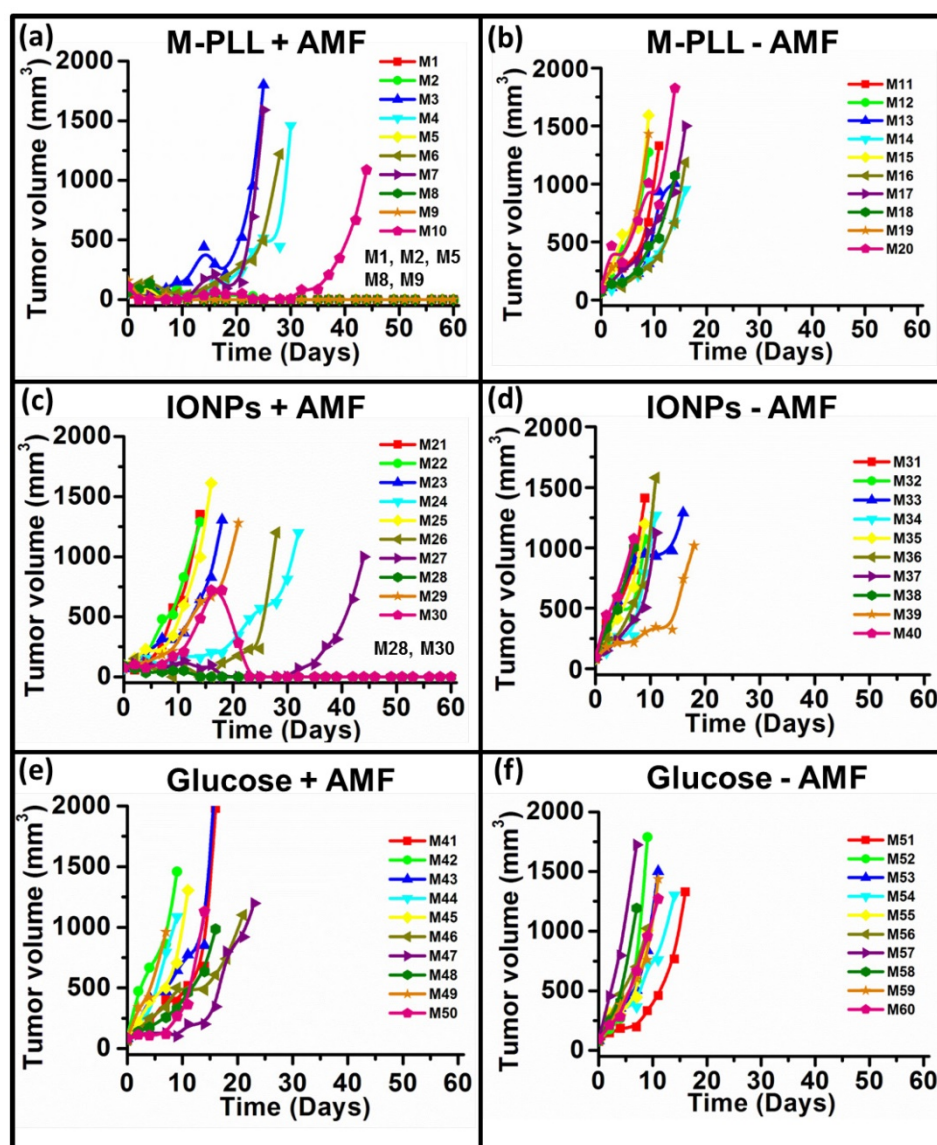 (a) M-PLL + AMF
Tumor volume (mm³)
2000
1500
1000
500
0
M1
M2
M3
M4
M5
M6
M7
M8
M9
M10
M1, M2, M5
M8, M9
0 10 20 30 40 50 60
Time (Days)
(b) M-PLL - AMF
Tumor volume (mm³)
2000
1500
1000
500
0
M11
M12
M13
M14
M15
M16
M17
M18
M19
M20
0 10 20 30 40 50 60
Time (Days)
(c) IONPs + AMF
Tumor volume (mm³)
2000
1500
1000
500
0
M21
M22
M23
M24
M25
M26
M27
M28
M29
M30
M28, M30
0 10 20 30 40 50 60
Time (Days)
(d) IONPs - AMF
Tumor volume (mm³)
2000
1500
1000
500
0
M31
M32
M33
M34
M35
M36
M37
M38
M39
M40
0 10 20 30 40 50 60
Time (Days)
(e) Glucose + AMF
Tumor volume (mm³)
2000
1500
1000
500
0
M41
M42
M43
M44
M45
M46
M47
M48
M49
M50
0 10 20 30 40 50 60
Time (Days)
(f) Glucose - AMF
Tumor volume (mm³)
2000
1500
1000
500
0
M51
M52
M53
M54
M55
M56
M57
M58
M59
M60
0 10 20 30 40 50 60
Time (Days)